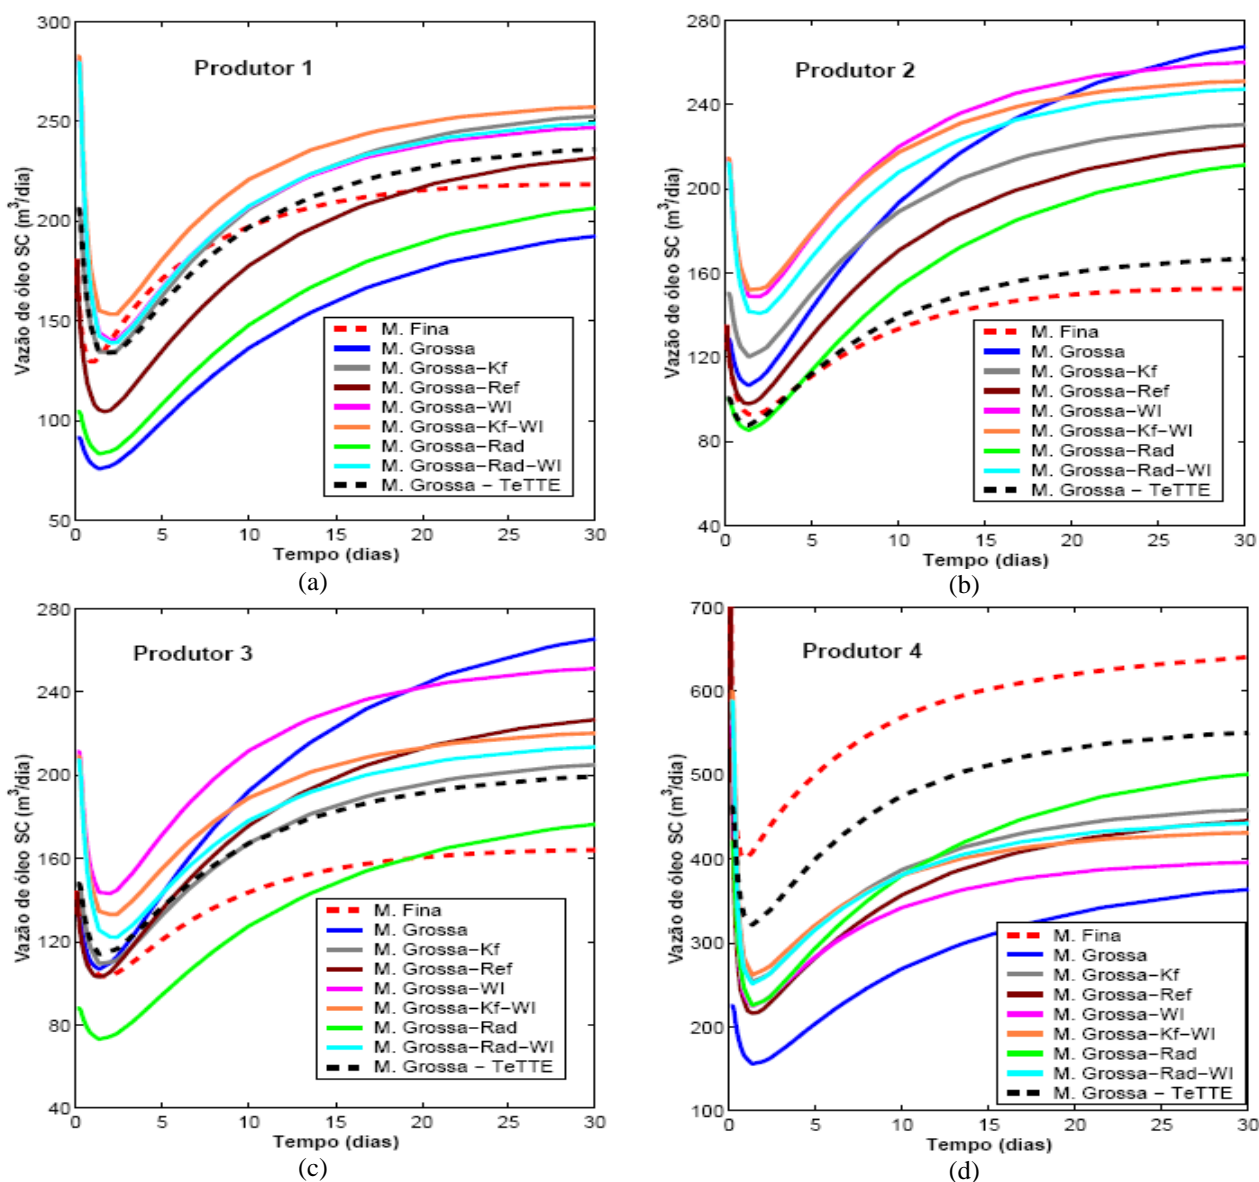 Produtor 1
Vazão de óleo SC (m³/dia)
300
250
200
150
100
50
M. Fina
M. Grossa
M. Grossa-Kf
M. Grossa-Ref
M. Grossa-WI
M. Grossa-Kf-WI
M. Grossa-Rad
M. Grossa-Rad-WI
M. Grossa - TeTTE
0 5 10 15 20 25 30
Tempo (dias)
(a)
Produtor 2
Vazão de óleo SC (m³/dia)
280
240
200
160
120
80
40
M. Fina
M. Grossa
M. Grossa-Kf
M. Grossa-Ref
M. Grossa-WI
M. Grossa-Kf-WI
M. Grossa-Rad
M. Grossa-Rad-WI
M. Grossa - TeTTE
0 5 10 15 20 25 30
Tempo (dias)
(b)
Produtor 3
Vazão de óleo SC (m³/dia)
280
240
200
160
120
80
40
M. Fina
M. Grossa
M. Grossa-Kf
M. Grossa-Ref
M. Grossa-WI
M. Grossa-Kf-WI
M. Grossa-Rad
M. Grossa-Rad-WI
M. Grossa - TeTTE
0 5 10 15 20 25 30
Tempo (dias)
(c)
Produtor 4
Vazão de óleo SC (m³/dia)
700
600
500
400
300
200
100
M. Fina
M. Grossa
M. Grossa-Kf
M. Grossa-Ref
M. Grossa-WI
M. Grossa-Kf-WI
M. Grossa-Rad
M. Grossa-Rad-WI
M. Grossa - TeTTE
0 5 10 15 20 25 30
Tempo (dias)
(d)